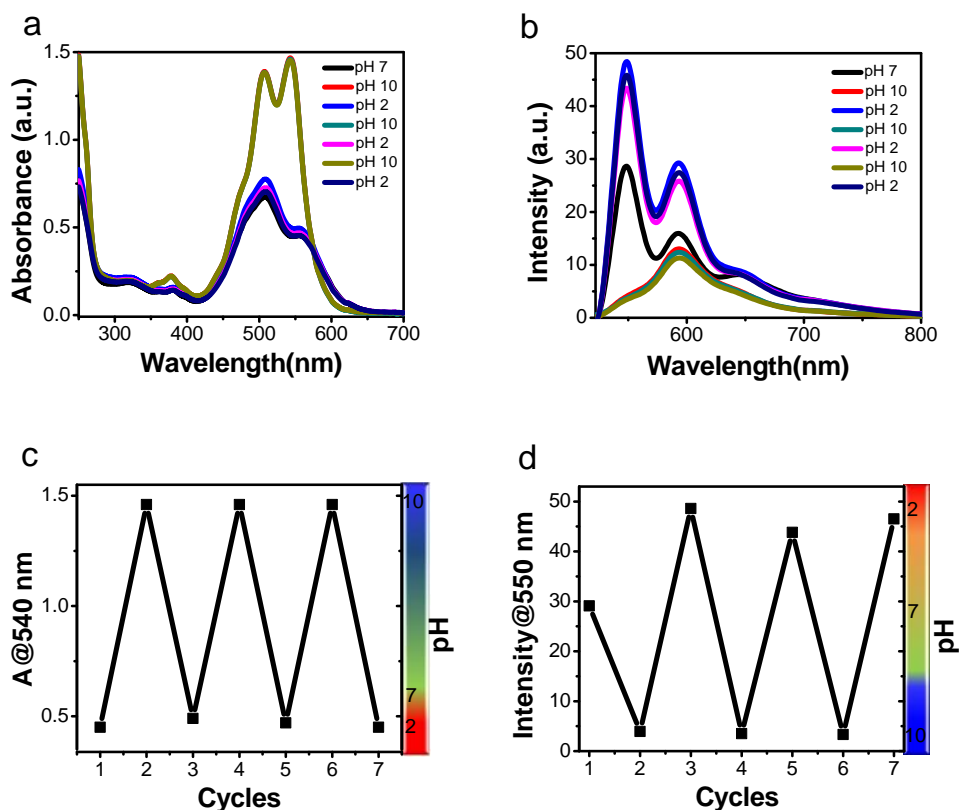 a
1.5
1.0
0.5
0.0
Absorbance (a.u.)
300 400 500 600 700
Wavelength(nm)
pH 7
pH 10
pH 2
pH 10
pH 2
pH 10
pH 2
b
50
40
30
20
10
0
Intensity (a.u.)
600 700 800
Wavelength(nm)
pH 7
pH 10
pH 2
pH 10
pH 2
pH 10
pH 2
c
1.5
1.0
0.5
A@540 nm
1 2 3 4 5 6 7
Cycles
10
7
2
pH
d
50
40
30
20
10
0
Intensity@550 nm
1 2 3 4 5 6 7
Cycles
2
7
10
pH